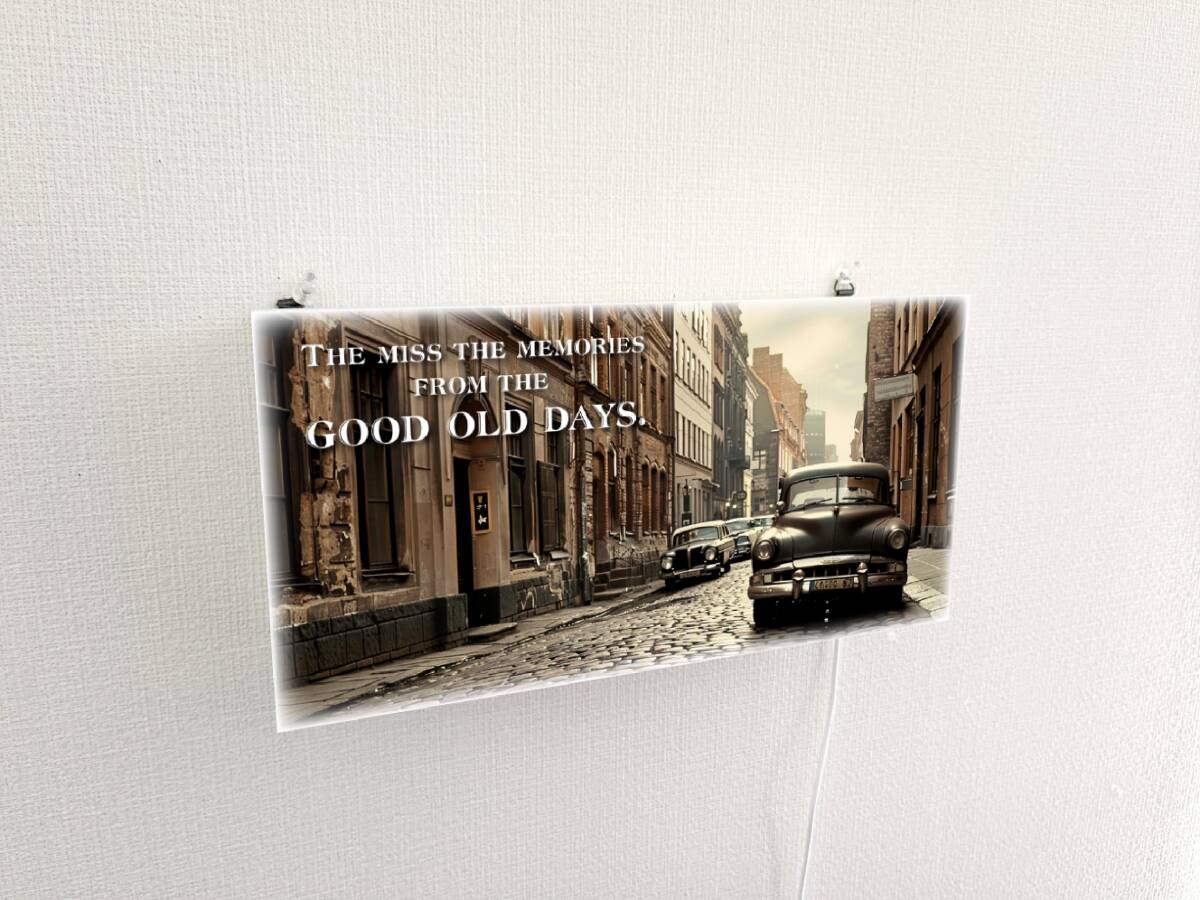 The miss the memories
from the
GOOD OLD DAYS.